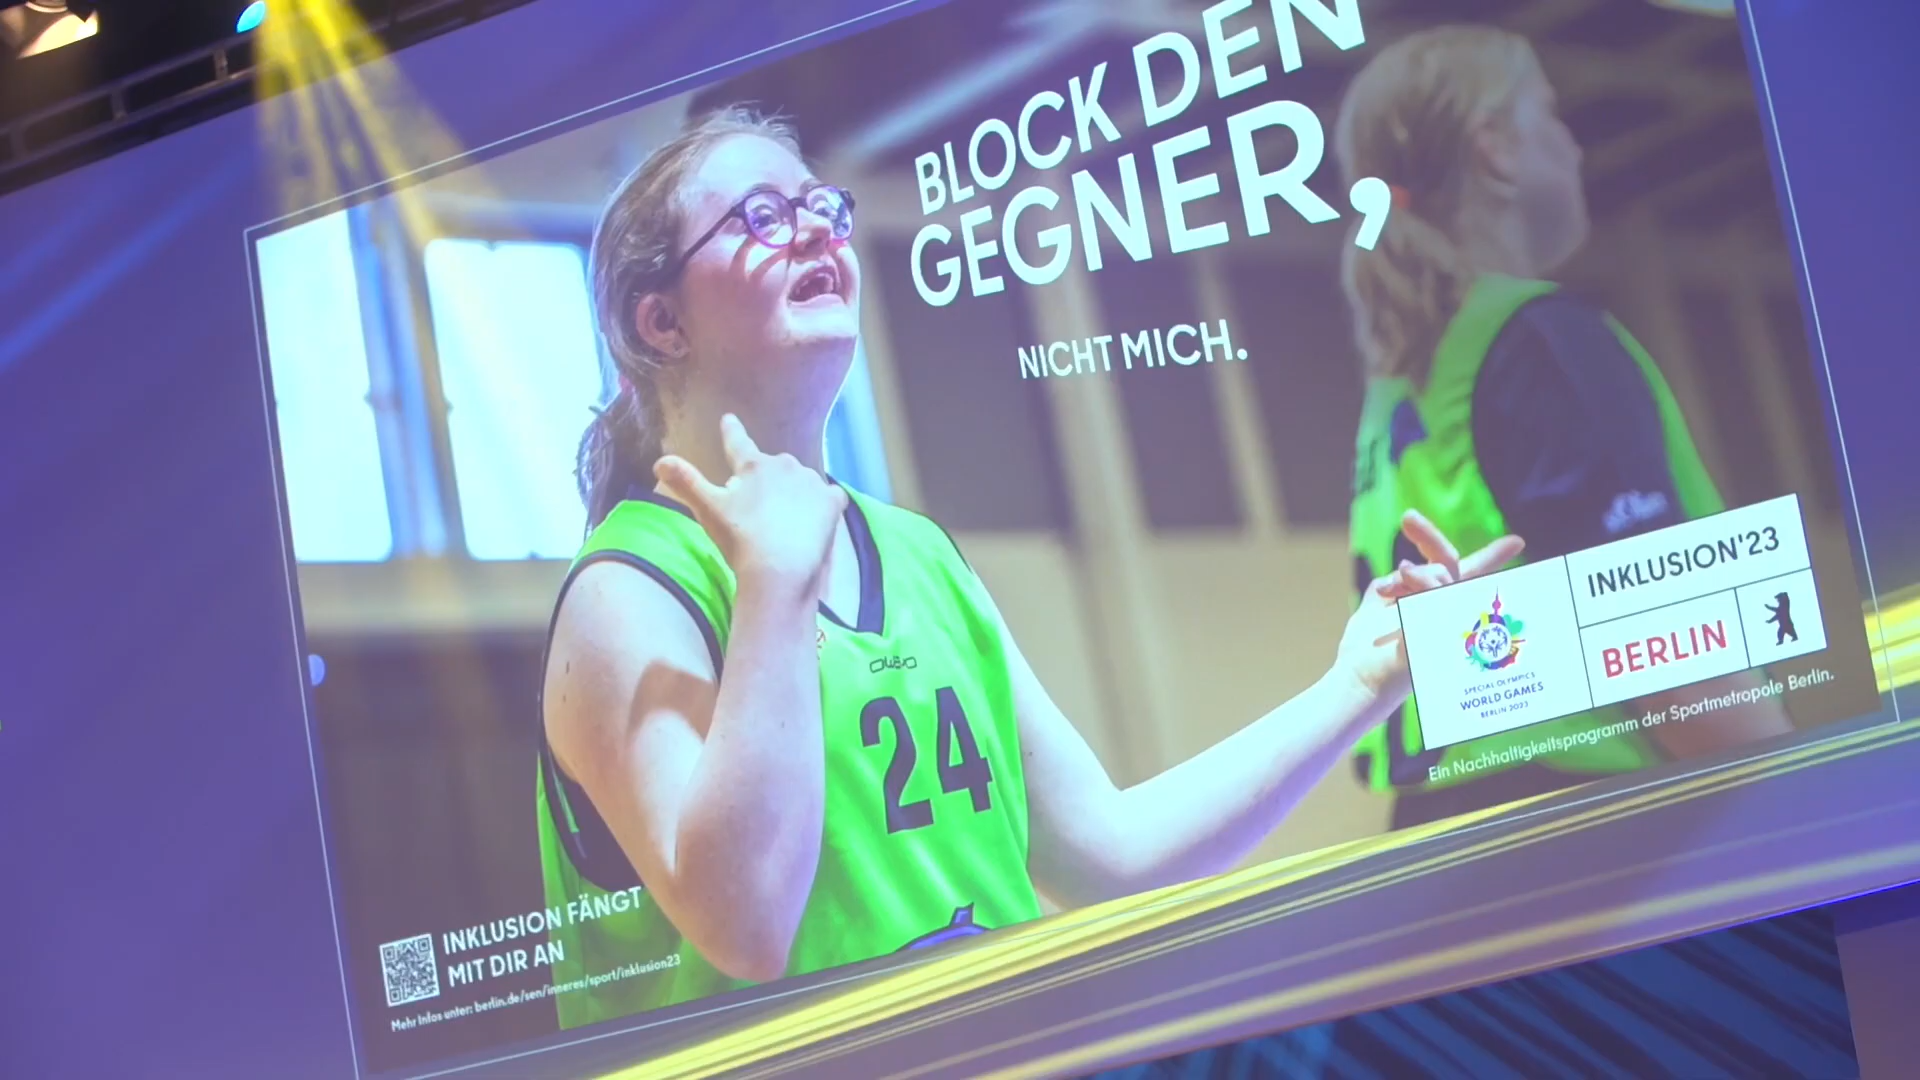 BLOCK DEN
GEGNER,
NICHT MICH.
24
INKLUSION'23
BERLIN
SPECIAL OLYMPICS
WORLD GAMES
BERLIN 2023
Ein Nachhaltigkeitsprogramm der Sportmetropole Berlin.
INKLUSION FÄNGT
MIT DIR AN
Mehr Infos unter: berlin.de/sen/inneres/sport/inklusion23